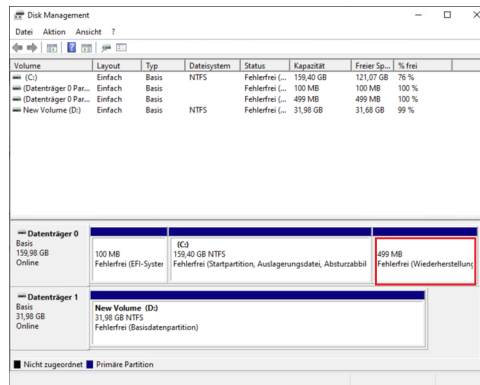 Disk Management
Datei Aktion Ansicht ?
Volume Layout Typ Dateisystem Status Kapazität Freier Sp... % frei
(C:) Einfach Basis NTFS Fehlerfrei (... 159,40 GB 121,07 GB 76 %
(Datenträger 0 Par... Einfach Basis Fehlerfrei (... 100 MB 100 MB 100 %
(Datenträger 0 Par... Einfach Basis Fehlerfrei (... 499 MB 499 MB 100 %
New Volume (D:) Einfach Basis NTFS Fehlerfrei (... 31,98 GB 31,68 GB 99 %
Datenträger 0
Basis
159,98 GB
Online
100 MB
Fehlerfrei (EFI-Syster
(C:)
159,40 GB NTFS
Fehlerfrei (Startpartition, Auslagerungsdatei, Absturzabbil
499 MB
Fehlerfrei (Wiederherstellung
Datenträger 1
Basis
31,98 GB
Online
New Volume (D:)
31,98 GB NTFS
Fehlerfrei (Basisdatenpartition)
Nicht zugeordnet Primäre Partition